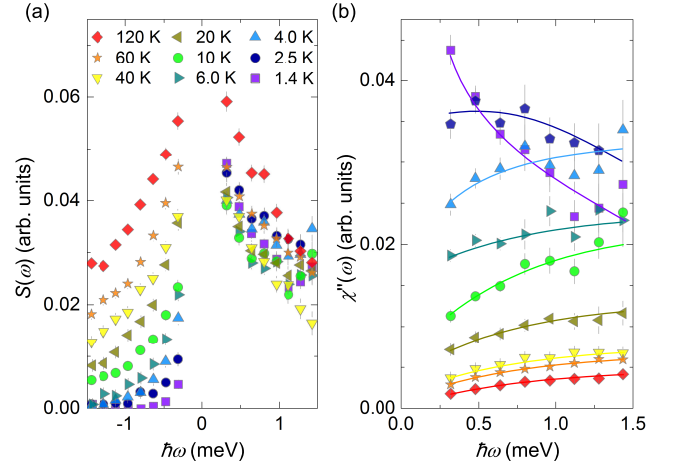 (a)
120 K 20 K 4.0 K
60 K 10 K 2.5 K
40 K 6.0 K 1.4 K
S(ω) (arb. units)
0.06
0.04
0.02
0.00
-1 0 1
ℏω (meV)
(b)
χ''(ω) (arb. units)
0.04
0.02
0.00
0.0 0.5 1.0 1.5
ℏω (meV)